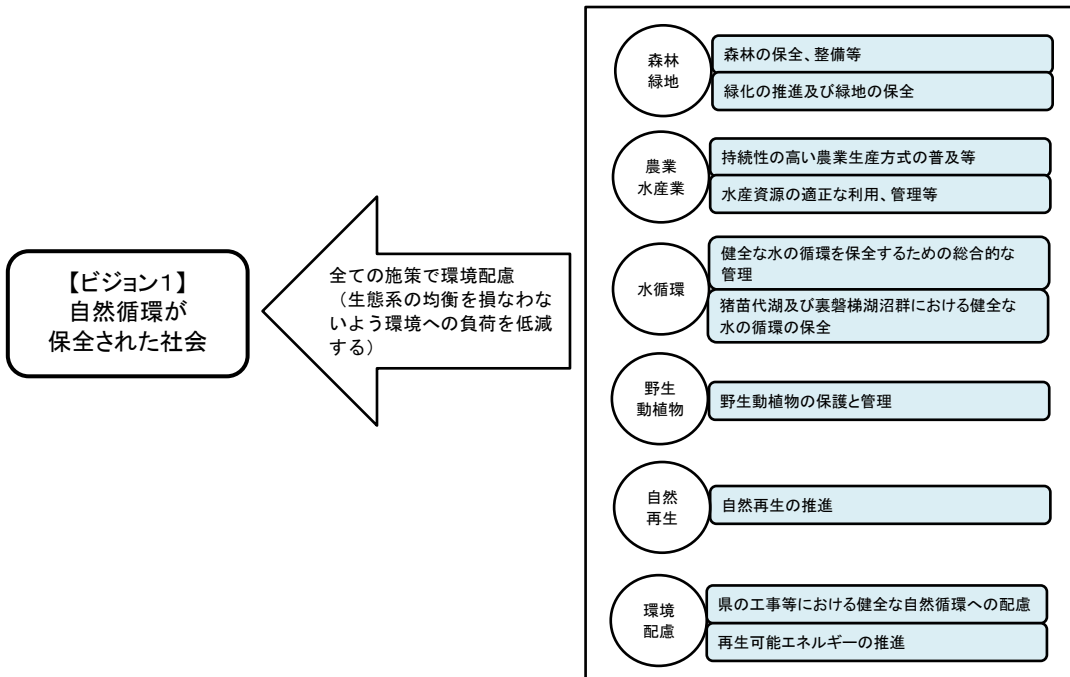 【ビジョン１】
自然循環が
保全された社会
全ての施策で環境配慮
（生態系の均衡を損なわな
いよう環境への負荷を低減
する）
森林
緑地
森林の保全、整備等
緑化の推進及び緑地の保全
農業
水産業
持続性の高い農業生産方式の普及等
水産資源の適正な利用、管理等
水循環
健全な水の循環を保全するための総合的な
管理
猪苗代湖及び裏磐梯湖沼群における健全な
水の循環の保全
野生
動植物
野生動植物の保護と管理
自然
再生
自然再生の推進
環境
配慮
県の工事等における健全な自然循環への配慮
再生可能エネルギーの推進